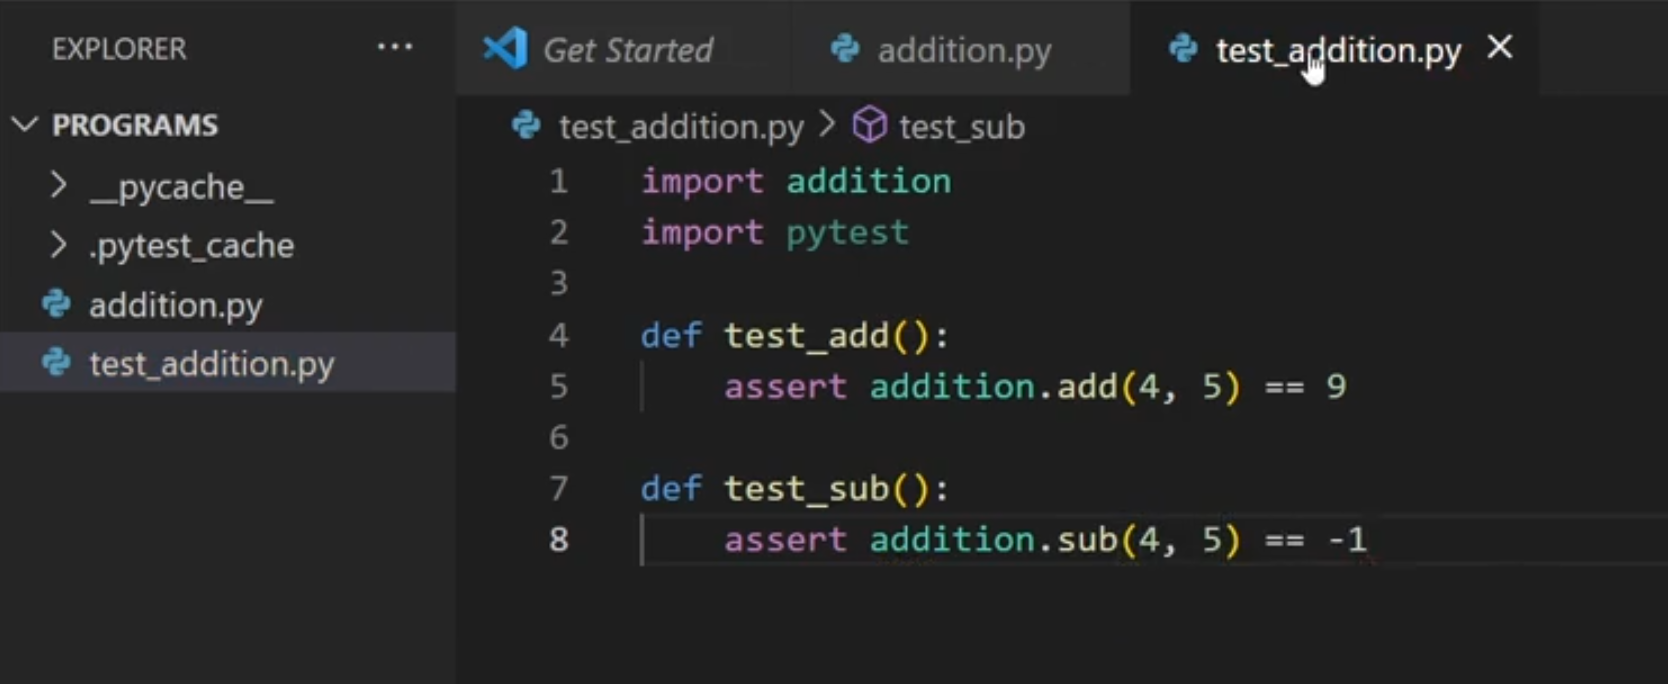 EXPLORER ...
PROGRAMS
__pycache__
.pytest_cache
addition.py
test_addition.py
Get Started addition.py test_addition.py
test_addition.py > test_sub
1 import addition
2 import pytest
3
4 def test_add():
5     assert addition.add(4, 5) == 9
6
7 def test_sub():
8     assert addition.sub(4, 5) == -1